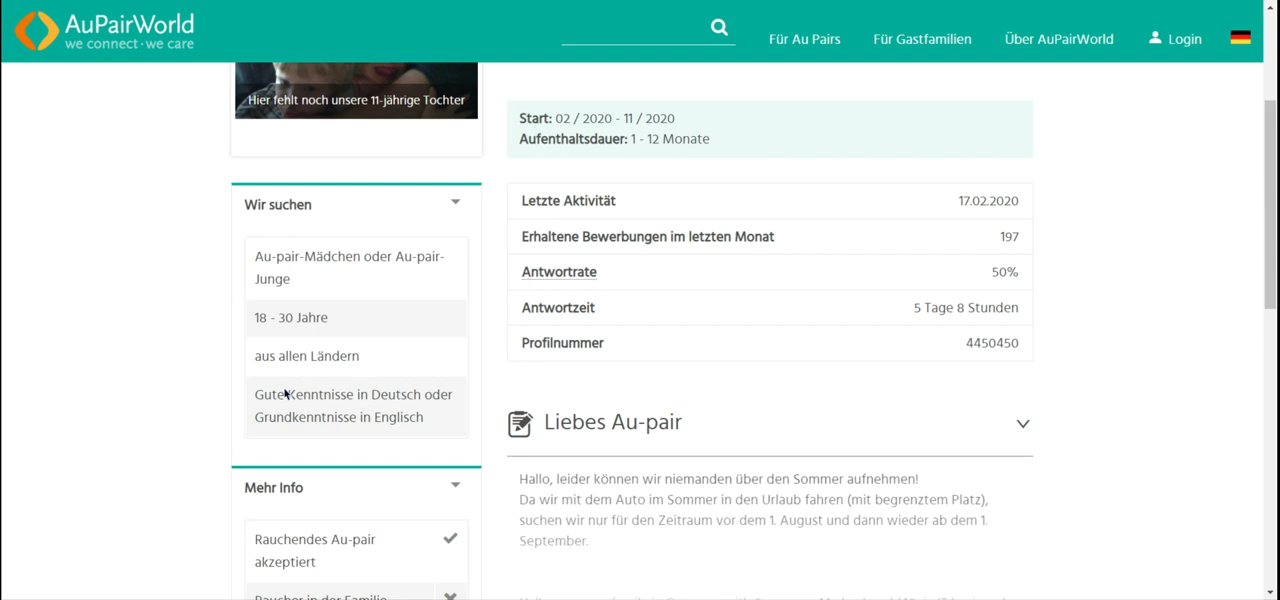 AuPairWorld
we connect · we care
Für Au Pairs
Für Gastfamilien
Über AuPairWorld
Login
Hier fehlt noch unsere 11-jährige Tochter
Wir suchen
Au-pair-Mädchen oder Au-pair-
Junge
18 - 30 Jahre
aus allen Ländern
Gute Kenntnisse in Deutsch oder
Grundkenntnisse in Englisch
Mehr Info
Rauchendes Au-pair
akzeptiert
Raucher in der Familie
Start: 02 / 2020 - 11 / 2020
Aufenthaltsdauer: 1 - 12 Monate
Letzte Aktivität 17.02.2020
Erhaltene Bewerbungen im letzten Monat 197
Antwortrate 50%
Antwortzeit 5 Tage 8 Stunden
Profilnummer 4450450
Liebes Au-pair
Hallo, leider können wir niemanden über den Sommer aufnehmen!
Da wir mit dem Auto im Sommer in den Urlaub fahren (mit begrenztem Platz),
suchen wir nur für den Zeitraum vor dem 1. August und dann wieder ab dem 1.
September.